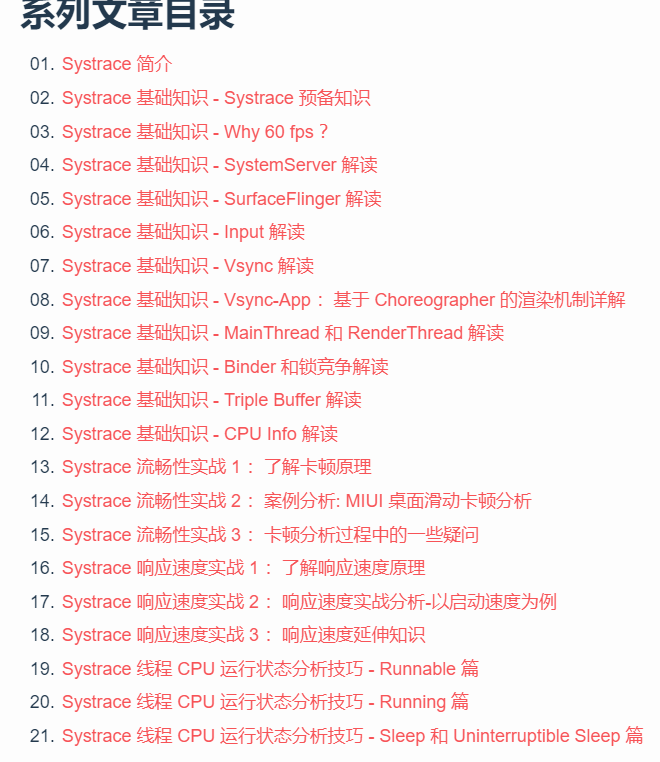 系列文章目录
01. Systrace 简介
02. Systrace 基础知识 - Systrace 预备知识
03. Systrace 基础知识 - Why 60 fps ？
04. Systrace 基础知识 - SystemServer 解读
05. Systrace 基础知识 - SurfaceFlinger 解读
06. Systrace 基础知识 - Input 解读
07. Systrace 基础知识 - Vsync 解读
08. Systrace 基础知识 - Vsync-App ：基于 Choreographer 的渲染机制详解
09. Systrace 基础知识 - MainThread 和 RenderThread 解读
10. Systrace 基础知识 - Binder 和锁竞争解读
11. Systrace 基础知识 - Triple Buffer 解读
12. Systrace 基础知识 - CPU Info 解读
13. Systrace 流畅性实战 1 ：了解卡顿原理
14. Systrace 流畅性实战 2 ：案例分析: MIUI 桌面滑动卡顿分析
15. Systrace 流畅性实战 3 ：卡顿分析过程中的一些疑问
16. Systrace 响应速度实战 1 ：了解响应速度原理
17. Systrace 响应速度实战 2 ：响应速度实战分析-以启动速度为例
18. Systrace 响应速度实战 3 ：响应速度延伸知识
19. Systrace 线程 CPU 运行状态分析技巧 - Runnable 篇
20. Systrace 线程 CPU 运行状态分析技巧 - Running 篇
21. Systrace 线程 CPU 运行状态分析技巧 - Sleep 和 Uninterruptible Sleep 篇